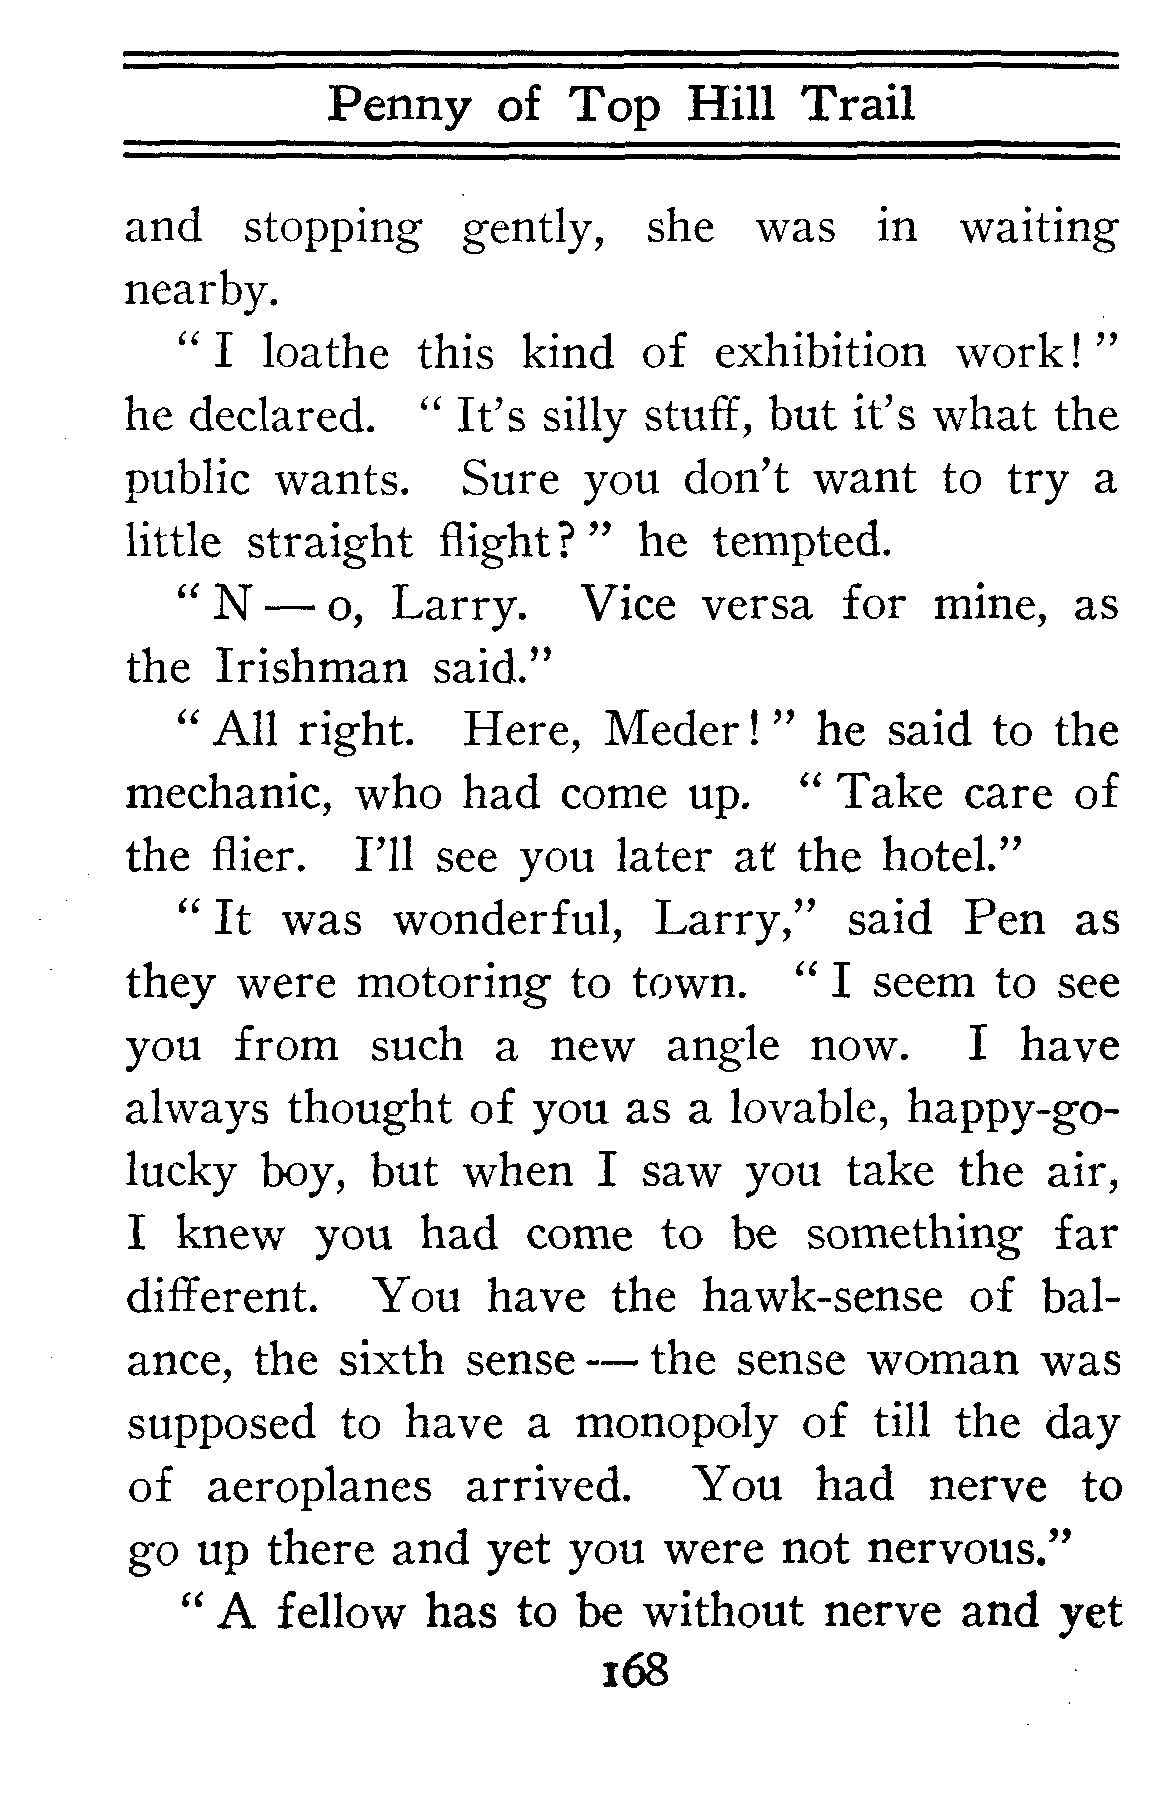 Penny of Top Hill Trail
and stopping gently, she was in waiting
nearby.
“ I loathe this kind of exhibition work! ”
he declared. “ It’s silly stuff, but it’s what the
public wants. Sure you don’t want to try a
little straight flight? ” he tempted.
“ N — o, Larry. Vice versa for mine, as
the Irishman said.”
“ All right. Here, Meder! ” he said to the
mechanic, who had come up. “ Take care of
the flier. I’ll see you later at the hotel.”
“ It was wonderful, Larry,” said Pen as
they were motoring to town. “ I seem to see
you from such a new angle now. I have
always thought of you as a lovable, happy-go-
lucky boy, but when I saw you take the air,
I knew you had come to be something far
different. You have the hawk-sense of bal-
ance, the sixth sense — the sense woman was
supposed to have a monopoly of till the day
of aeroplanes arrived. You had nerve to
go up there and yet you were not nervous.”
“ A fellow has to be without nerve and yet
168